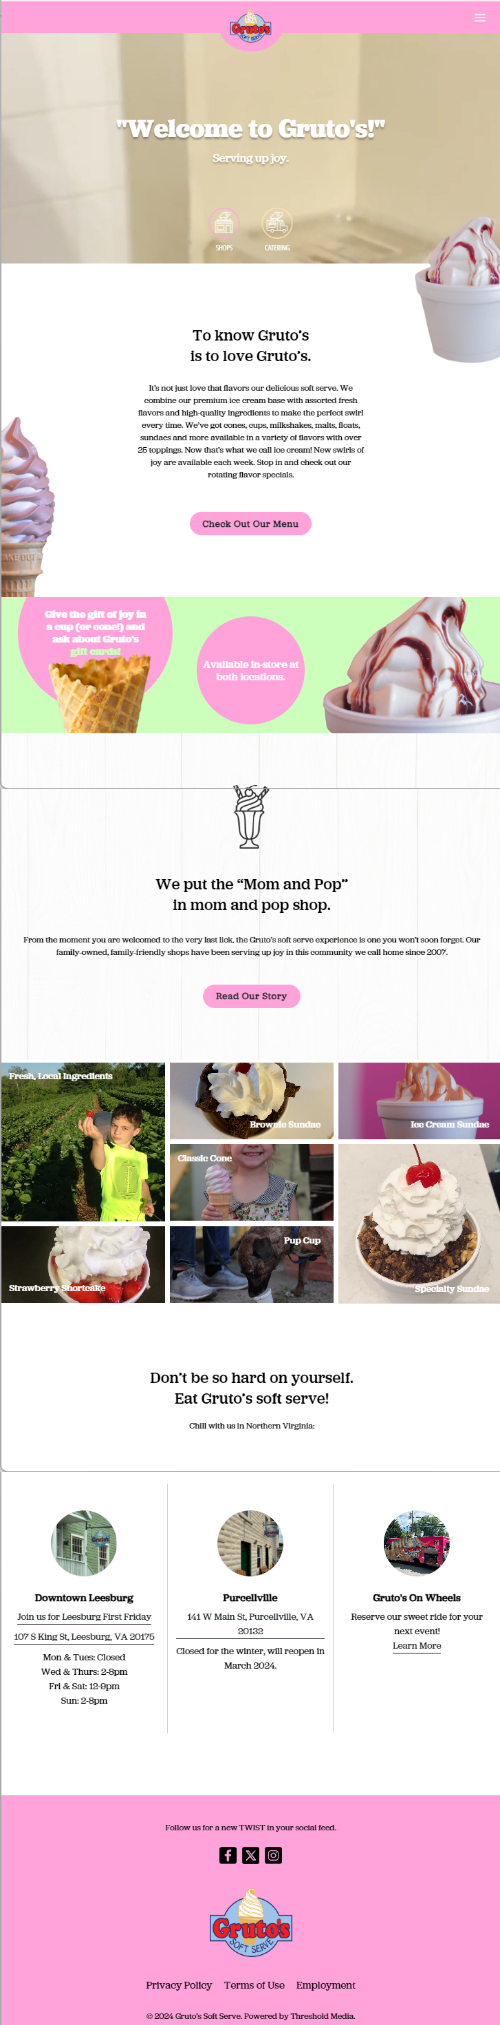 Gruto's
SOFT SERVE
"Welcome to Gruto's!"
Serving up joy.
SHOPS
CATERING
To know Gruto's
is to love Gruto's.
It's not just love that flavors our delicious soft serve. We
combine our premium ice cream base with assorted fresh
flavors and high-quality ingredients to make the perfect swirl
every time. We've got cones, cups, milkshakes, malts, floats,
sundaes and more available in a variety of flavors with over
25 toppings. Now that's what we call ice cream! New swirls of
joy are available each week. Stop in and check out our
rotating flavor specials.
Check Out Our Menu
Give the gift of joy in
a cup (or cone!) and
ask about Gruto's
gift cards!
Available in-store at
both locations.
We put the “Mom and Pop”
in mom and pop shop.
From the moment you are welcomed to the very last lick, the Gruto's soft serve experience is one you won't soon forget. Our
family-owned, family-friendly shops have been serving up joy in this community we call home since 2007.
Read Our Story
Fresh, Local Ingredients
Brownie Sundae
Ice Cream Sundae
Classic Cone
Strawberry Shortcake
Pup Cup
Specialty Sundae
Don't be so hard on yourself.
Eat Gruto's soft serve!
Chill with us in Northern Virginia:
Downtown Leesburg
Join us for Leesburg First Friday
107 S King St, Leesburg, VA 20175
Mon & Tues: Closed
Wed & Thurs: 2-8pm
Fri & Sat: 12-9pm
Sun: 2-8pm
Purcellville
141 W Main St, Purcellville, VA
20132
Closed for the winter, will reopen in
March 2024.
Gruto's On Wheels
Reserve our sweet ride for your
next event!
Learn More
Follow us for a new TWIST in your social feed.
Gruto's
SOFT SERVE
Privacy Policy Terms of Use Employment
© 2024 Gruto's Soft Serve. Powered by Threshold Media.